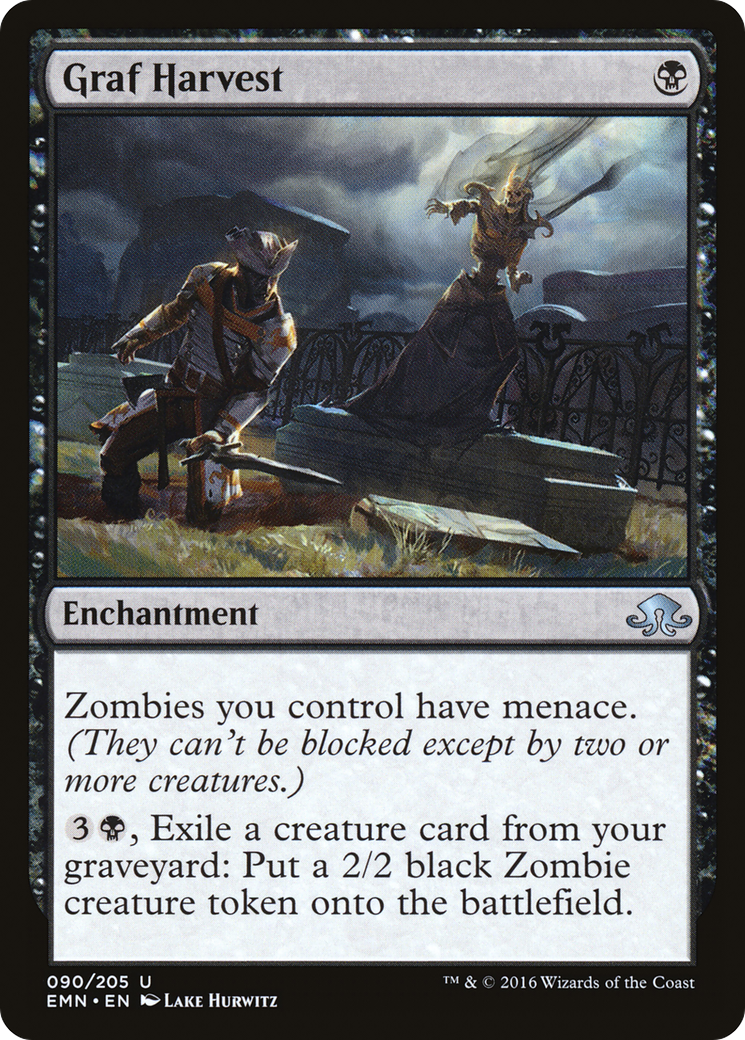 Graf Harvest
Enchantment
Zombies you control have menace.
(They can't be blocked except by two or
more creatures.)
3, Exile a creature card from your
graveyard: Put a 2/2 black Zombie
creature token onto the battlefield.
090/205 U
EMN • EN Lake Hurwitz
™ & © 2016 Wizards of the Coast